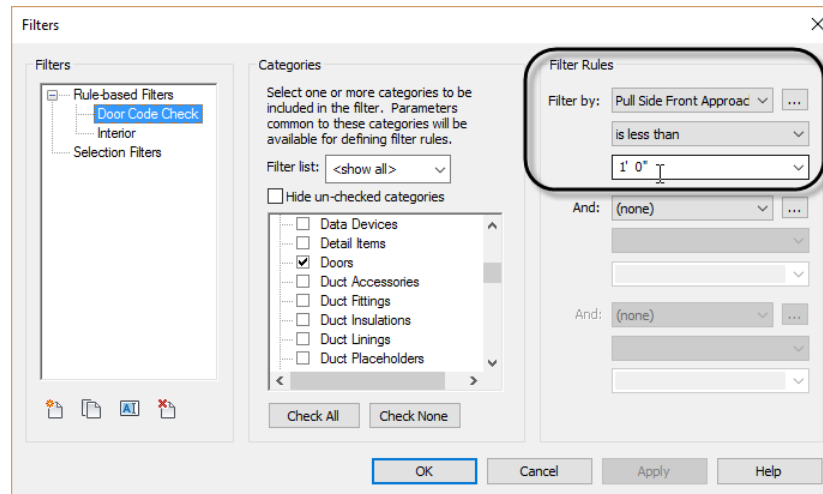 Filters
Filters
Rule-based Filters
Door Code Check
Interior
Selection Filters
Categories
Select one or more categories to be
included in the filter. Parameters
common to these categories will be
available for defining filter rules.
Filter list: <show all>
Hide un-checked categories
Data Devices
Detail Items
Doors
Duct Accessories
Duct Fittings
Duct Insulations
Duct Linings
Duct Placeholders
Check All Check None
Filter Rules
Filter by: Pull Side Front Approac ...
is less than
1' 0"
And: (none) ...
And: (none) ...
OK Cancel Apply Help